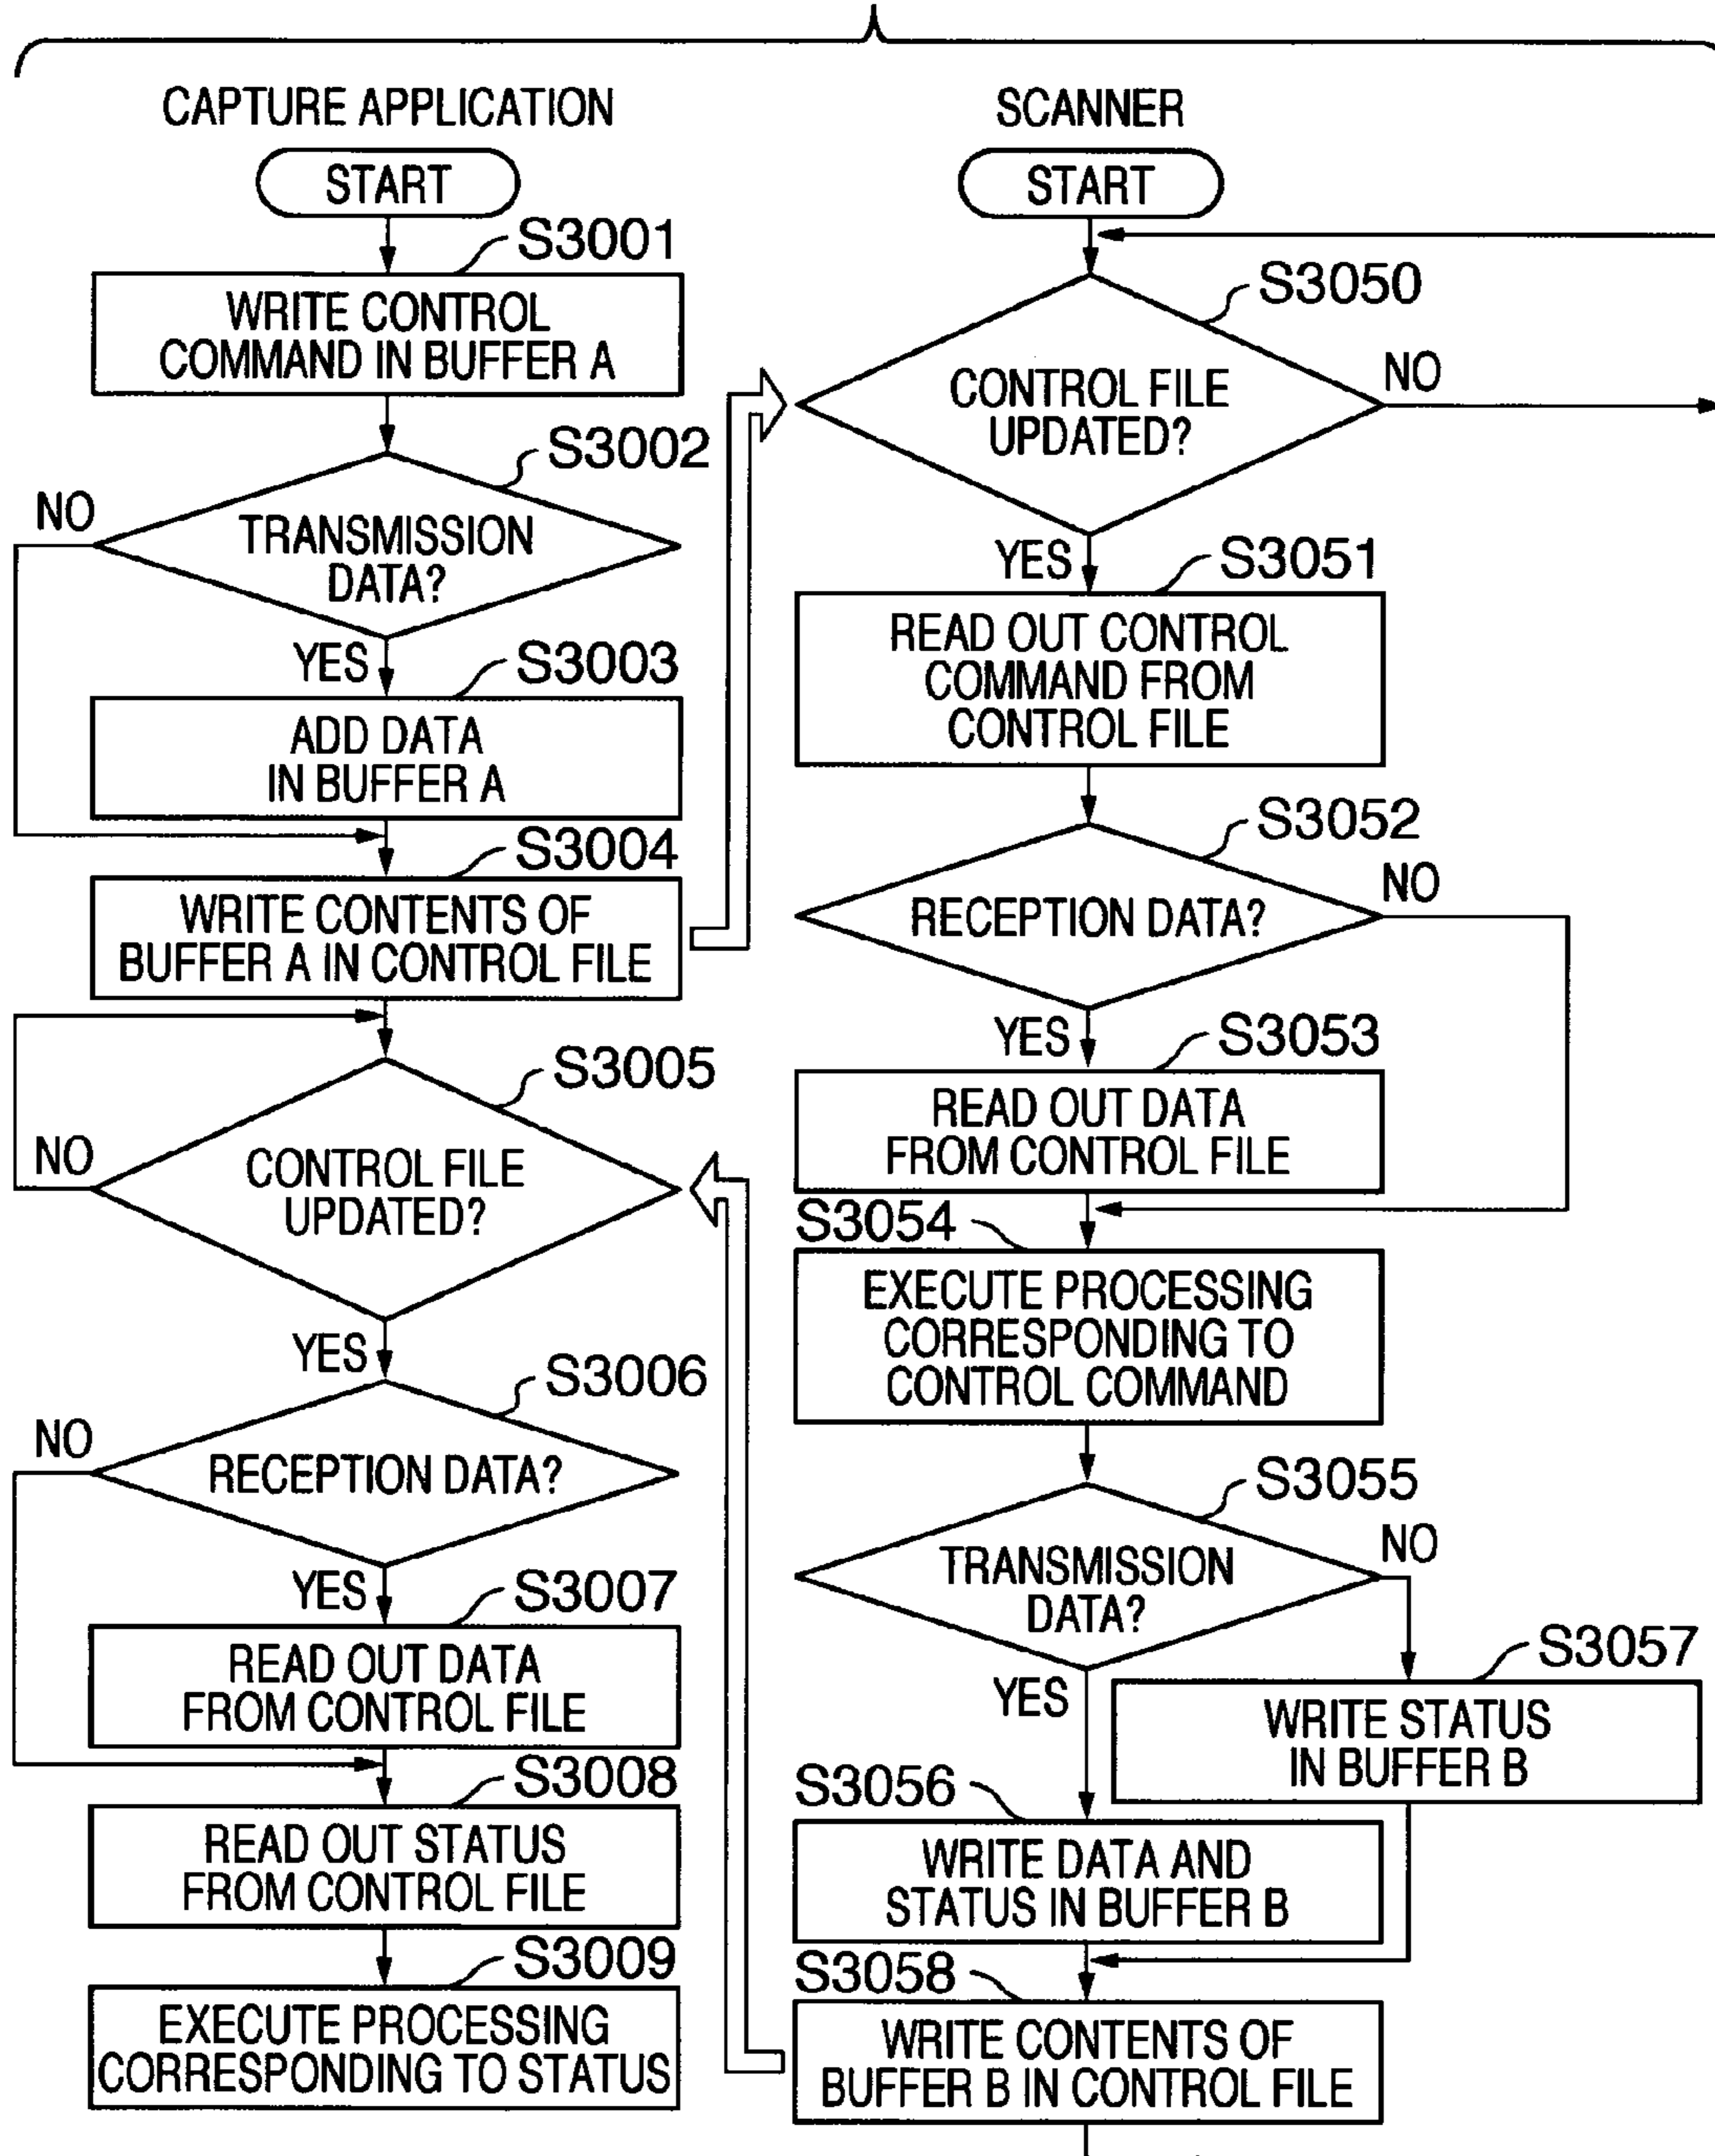 CAPTURE APPLICATION
START
S3001
WRITE CONTROL
COMMAND IN BUFFER A
S3002
NO
TRANSMISSION
DATA?
YES
S3003
ADD DATA
IN BUFFER A
S3004
WRITE CONTENTS OF
BUFFER A IN CONTROL FILE
S3005
NO
CONTROL FILE
UPDATED?
YES
S3006
NO
RECEPTION DATA?
YES
S3007
READ OUT DATA
FROM CONTROL FILE
S3008
READ OUT STATUS
FROM CONTROL FILE
S3009
EXECUTE PROCESSING
CORRESPONDING TO STATUS
SCANNER
START
S3050
CONTROL FILE
UPDATED?
NO
YES
S3051
READ OUT CONTROL
COMMAND FROM
CONTROL FILE
S3052
NO
RECEPTION DATA?
YES
S3053
READ OUT DATA
FROM CONTROL FILE
S3054
EXECUTE PROCESSING
CORRESPONDING TO
CONTROL COMMAND
S3055
NO
TRANSMISSION
DATA?
YES
S3057
WRITE STATUS
IN BUFFER B
S3056
WRITE DATA AND
STATUS IN BUFFER B
S3058
WRITE CONTENTS OF
BUFFER B IN CONTROL FILE